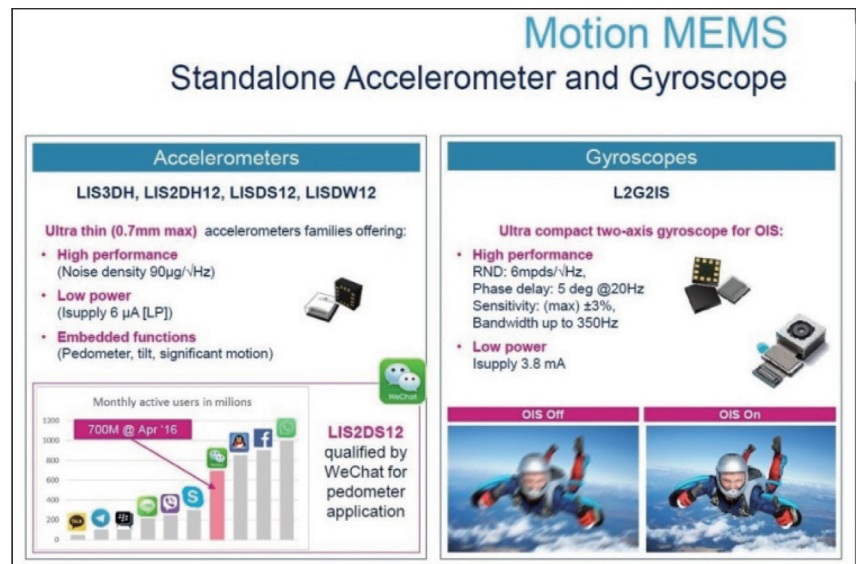 Motion MEMS
Standalone Accelerometer and Gyroscope
Accelerometers
LIS3DH, LIS2DH12, LISDS12, LISDW12
Ultra thin (0.7mm max) accelerometers families offering:
• High performance
(Noise density 90µg/√Hz)
• Low power
(Isupply 6 µA [LP])
• Embedded functions
(Pedometer, tilt, significant motion)
WeChat
Monthly active users in milions
1200
1000
800
600
400
200
0
700M @ Apr '16
TALK
LINE
S
f
LIS2DS12
qualified by
WeChat for
pedometer
application
Gyroscopes
L2G2IS
Ultra compact two-axis gyroscope for OIS:
• High performance
RND: 6mpds/√Hz,
Phase delay: 5 deg @20Hz
Sensitivity: (max) ±3%,
Bandwidth up to 350Hz
• Low power
Isupply 3.8 mA
OIS Off
OIS On